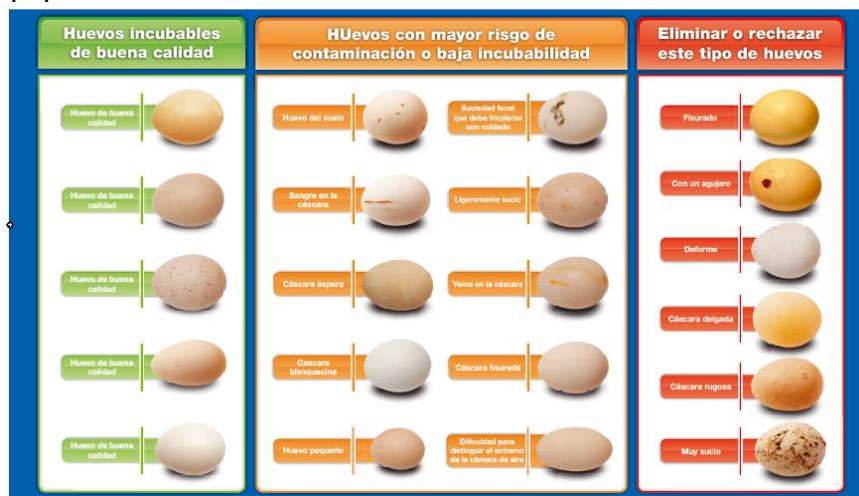 Huevos incubables
de buena calidad
Huevo de buena
calidad
Huevo de buena
calidad
Huevo de buena
calidad
Huevo de buena
calidad
Huevo de buena
calidad
HUevos con mayor risgo de
contaminación o baja incubabilidad
Huevo del suelo
Sangre en la
cáscara
Cáscara áspera
Cascara
blanquecina
Huevo pequeño
Suciedad fecal
que debe limpiarse
con cuidado
Ligeramente sucio
Yema en la cáscara
Cáscara fisurada
Dificuldad para
distinguir el extremo
de la cámara de aire
Eliminar o rechazar
este tipo de huevos
Fisurado
Con un agujero
Deforme
Cáscara delgada
Cáscara rugosa
Muy sucio